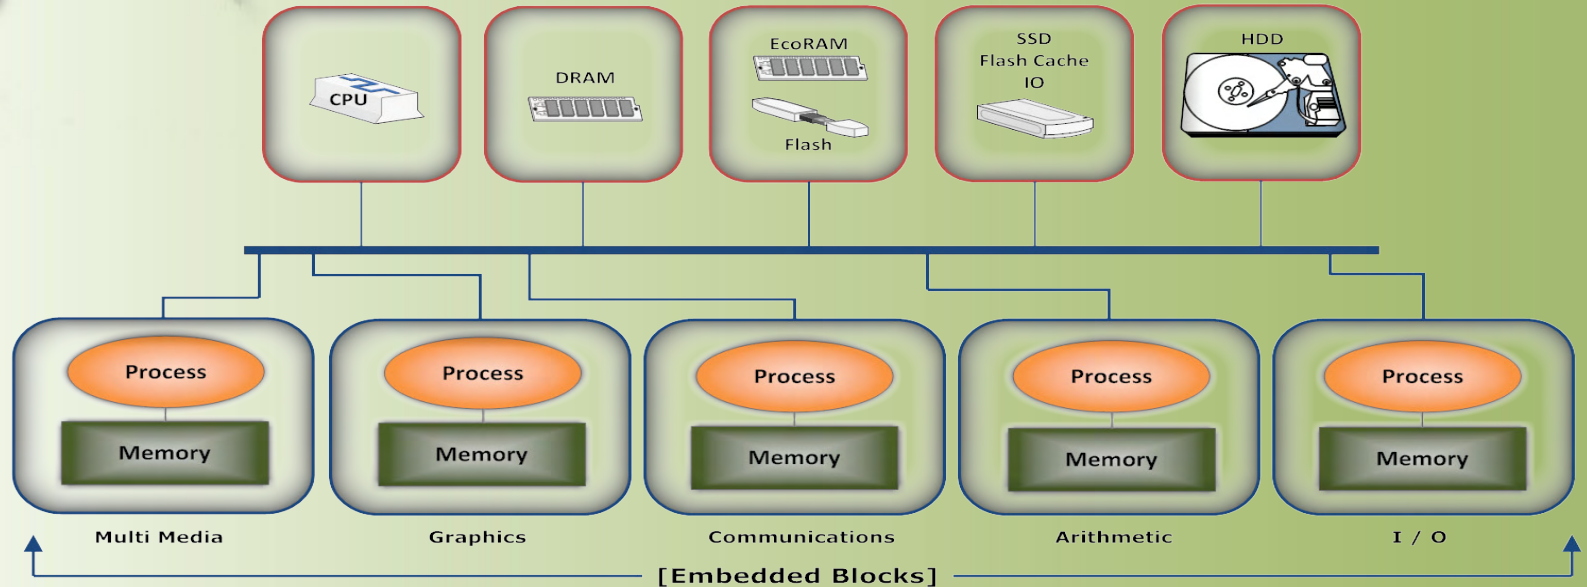 CPU
DRAM
EcoRAM
Flash
SSD
Flash Cache
IO
HDD
Process
Memory
Multi Media
Process
Memory
Graphics
Process
Memory
Communications
Process
Memory
Arithmetic
Process
Memory
I / O
[Embedded Blocks]